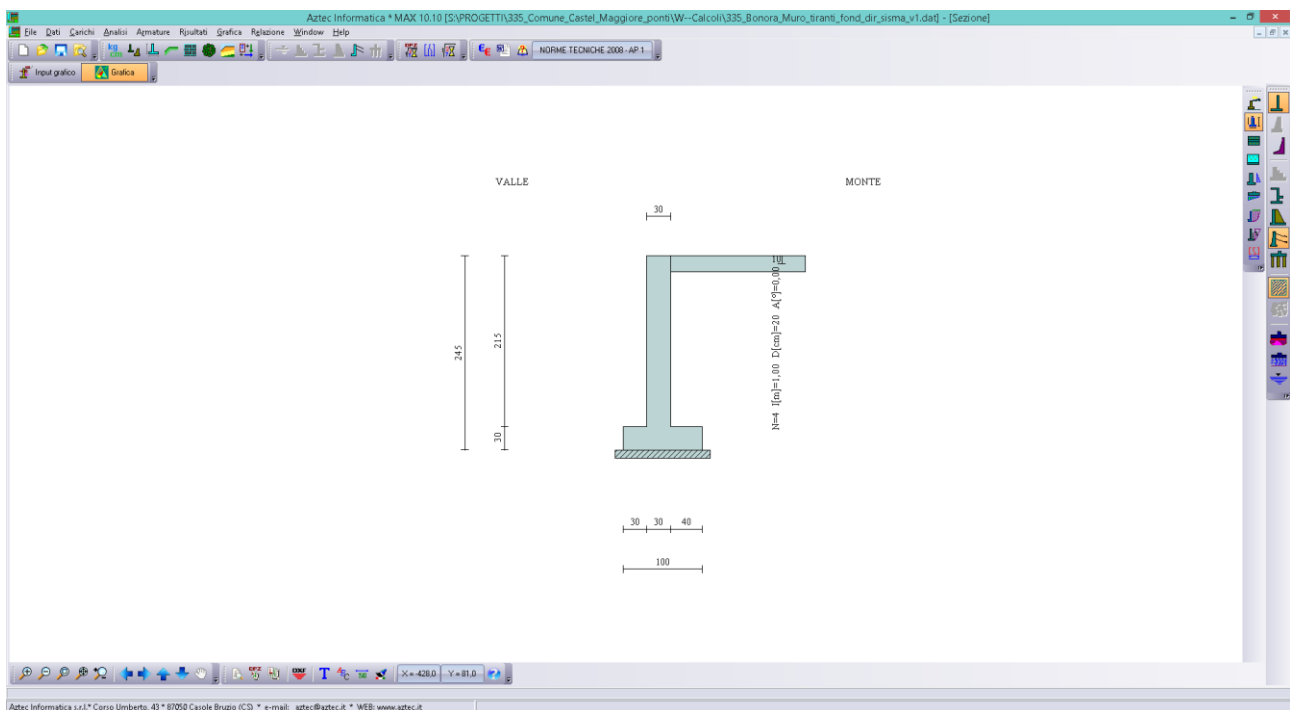 Aztec Informatica * MAX 10.10 [S:\PROGETTI\335_Comune_Castel_Maggiore_ponti\W--Calcoli\335_Bonora_Muro_tiranti_fond_dir_sisma_v1.dat] - [Sezione]
File Dati Carichi Analisi Armature Risultati Grafica Relazione Window Help
NORME TECNICHE 2008 - AP 1
Input grafico Grafica
VALLE MONTE
30
10
N=4 I[m]=1,00 D[cm]=20 A[°]=0,00
245
215
30
30 30 40
100
X = -428,0 Y = 81,0
Aztec Informatica s.r.l.* Corso Umberto, 43 * 87050 Casole Bruzio (CS) * e-mail: aztec@aztec.it * WEB: www.aztec.it